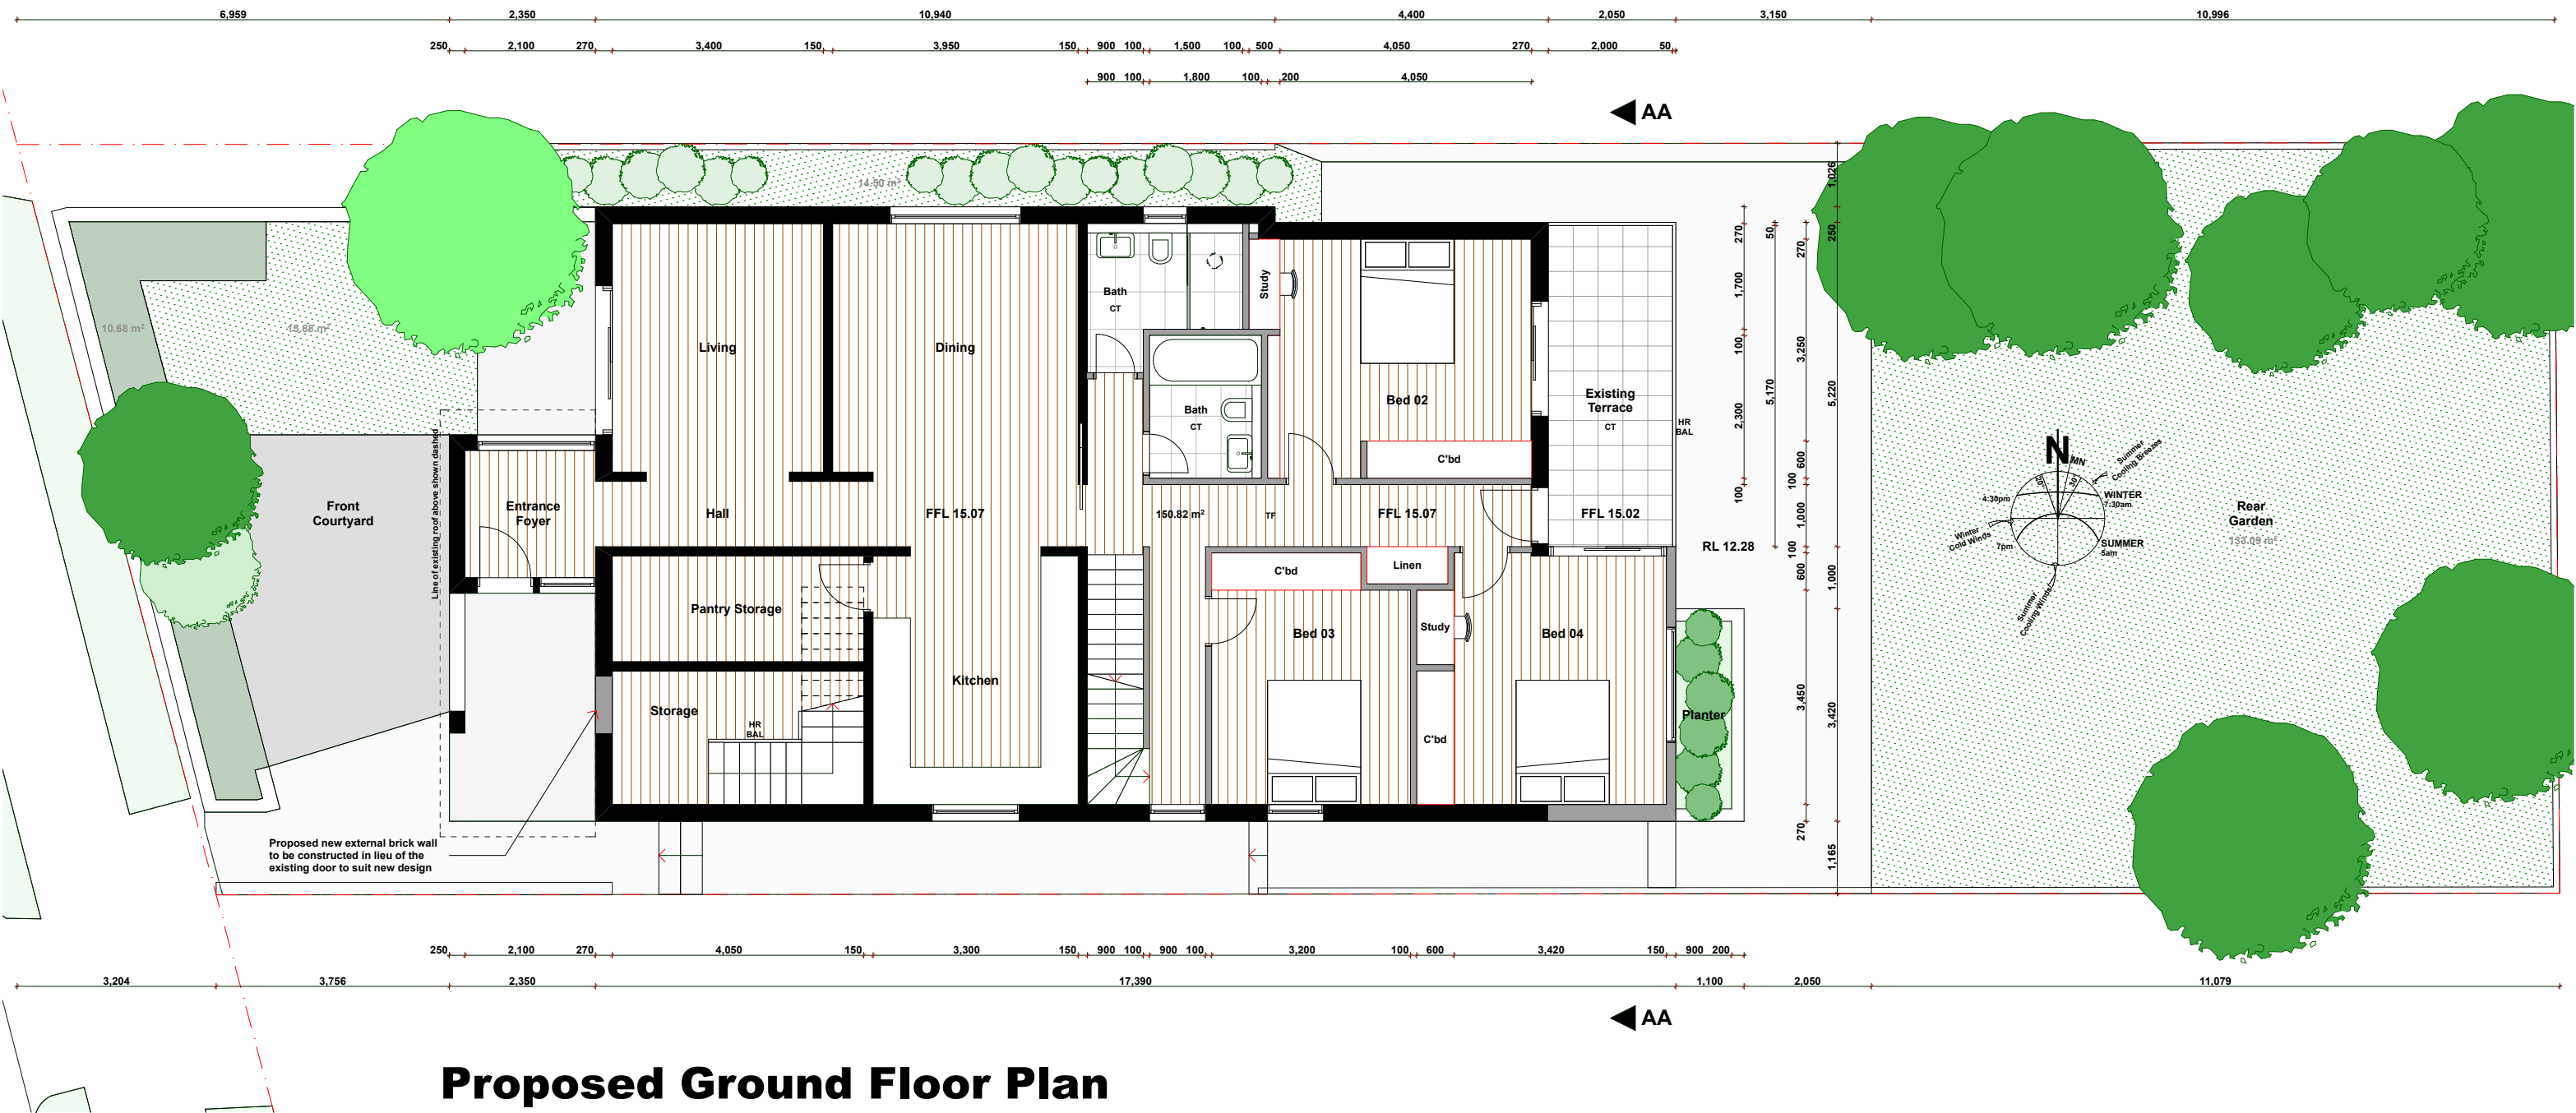 6,959 2,350 10,940 4,400 2,050 3,150 10,996
250 2,100 270 3,400 150 3,950 150 900 100 1,500 100 500 4,050 270 2,000 50
900 100 1,800 100 200 4,050
AA
14.50 m²
10.68 m²
Line of existing roof above shown dashed
Living
Dining
Bath
CT
Study
Bath
CT
Bed 02
C'bd
Existing
Terrace
CT
HR
BAL
Front
Courtyard
Entrance
Foyer
Hall
FFL 15.07
150.82 m²
TF
FFL 15.07
FFL 15.02
RL 12.28
Pantry Storage
Storage
HR
BAL
Kitchen
C'bd
Linen
Bed 03
Study
C'bd
Bed 04
Planter
270
1,700
100
2,300
100
50
5,170
270
3,250
600
100
1,000
100
600
3,450
270
1,026
250
5,220
1,000
3,420
1,165
N
MN
20°
30°
Summer
Cooling Breezes
4:30pm
WINTER
7:30am
Winter
Cold Winds
7pm
SUMMER
5am
Summer
Cooling Winds
Rear
Garden
133.09 m²
Proposed new external brick wall
to be constructed in lieu of the
existing door to suit new design
250 2,100 270 4,050 150 3,300 150 900 100 900 100 3,200 100 600 3,420 150 900 200
3,204 3,756 2,350 17,390 1,100 2,050 11,079
AA
Proposed Ground Floor Plan